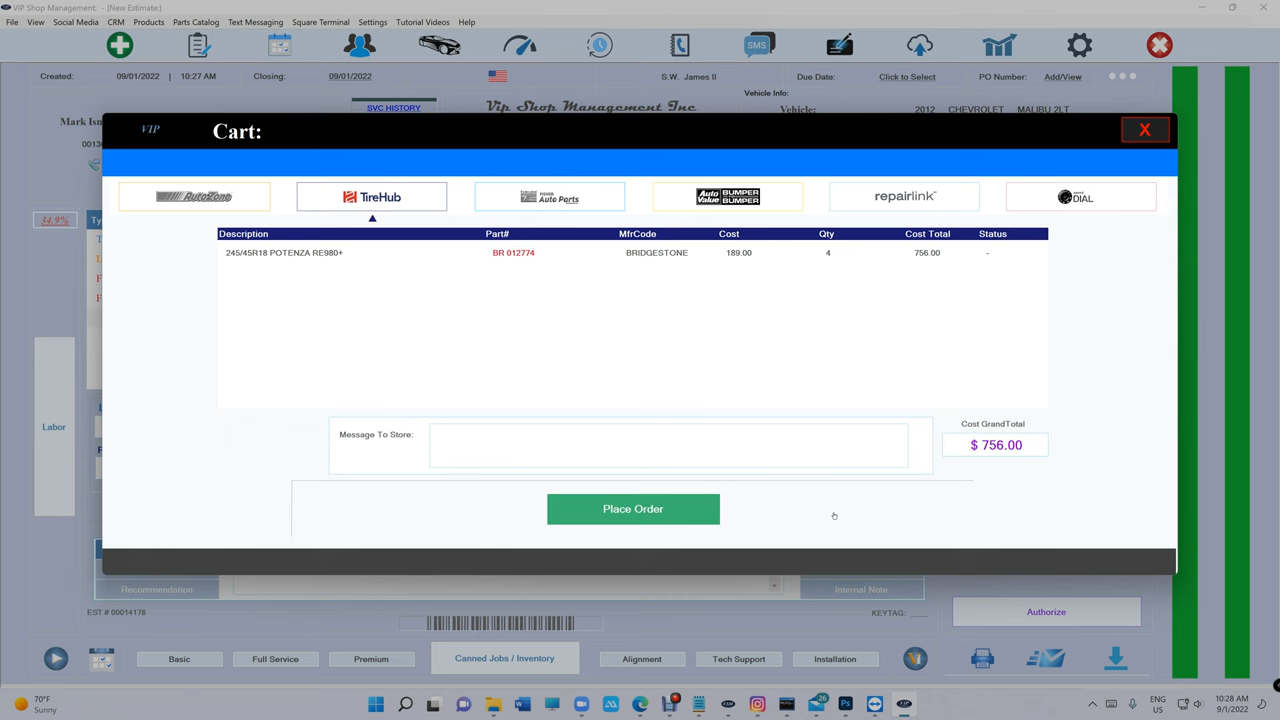 VIP Shop Management: - [New Estimate:]
File View Social Media CRM Products Parts Catalog Text Messaging Square Terminal Settings Tutorial Videos Help
SMS
Created: 09/01/2022 | 10:27 AM Closing: 09/01/2022 S.W. James II Due Date: Click to Select PO Number: Add/View
Vehicle Info:
SVC HISTORY Vip Shop Management Inc Vehicle: 2012 CHEVROLET MALIBU 2LT
Mark Ism
VIP Cart: X
AutoZone TireHub FISHER Auto Parts Auto Value BUMPER BUMPER repairlink DIAL
34.9%
Description Part# MfrCode Cost Qty Cost Total Status
245/45R18 POTENZA RE980+ BR 012774 BRIDGESTONE 189.00 4 756.00 -
Labor
Message To Store:
Cost GrandTotal
$ 756.00
Place Order
Recommendation Internal Note
EST # 00014178 KEYTAG: ____
Authorize
Basic Full Service Premium Canned Jobs / Inventory Alignment Tech Support Installation
70°F
Sunny
26
ENG
US
10:28 AM
9/1/2022